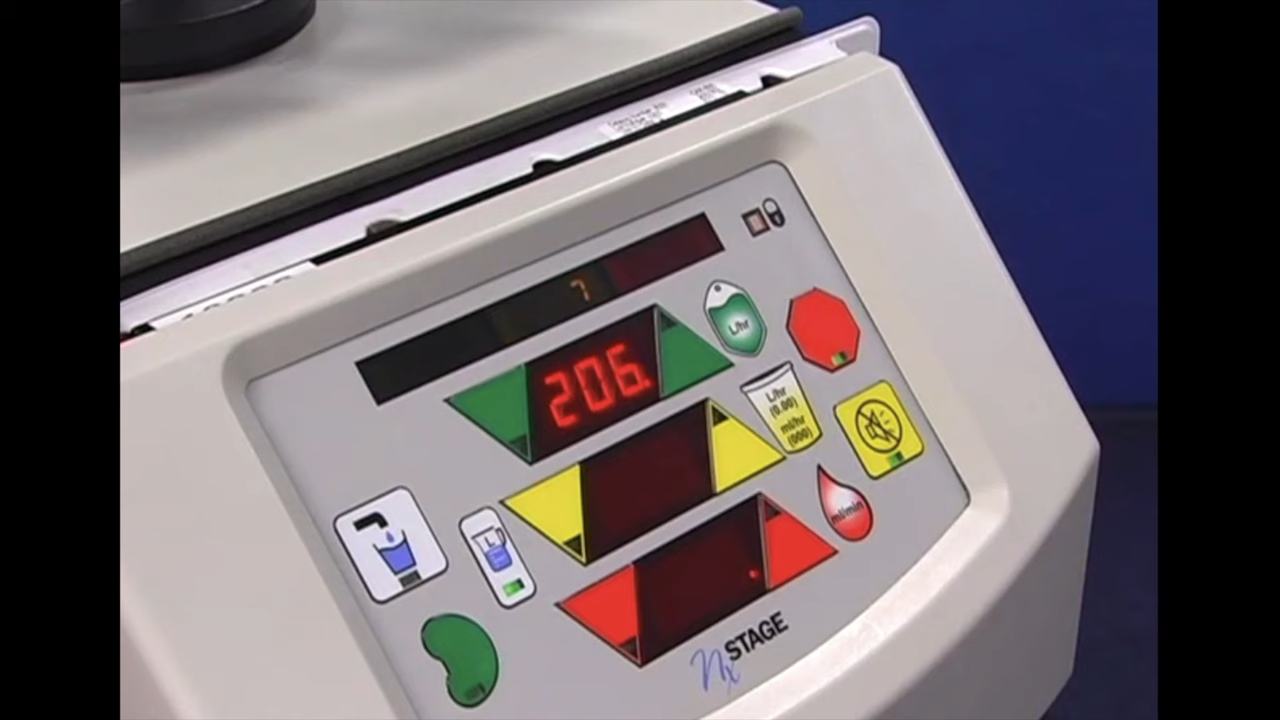 7
206.
L/hr
L/hr
(0.00)
ml/hr
(000)
L
ml/min
NxSTAGE